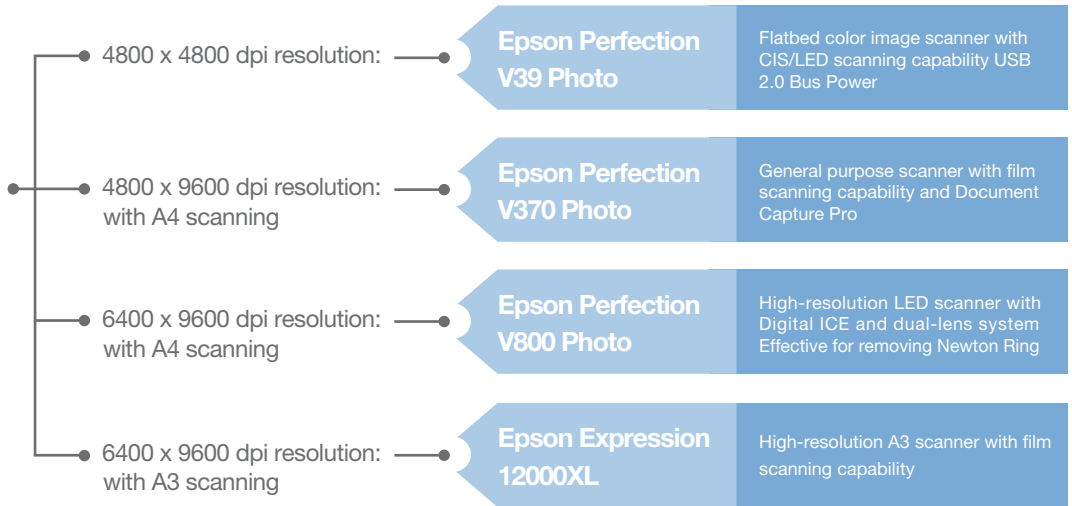 4800 x 4800 dpi resolution:
Epson Perfection
V39 Photo
Flatbed color image scanner with
CIS/LED scanning capability USB
2.0 Bus Power
4800 x 9600 dpi resolution:
with A4 scanning
Epson Perfection
V370 Photo
General purpose scanner with film
scanning capability and Document
Capture Pro
6400 x 9600 dpi resolution:
with A4 scanning
Epson Perfection
V800 Photo
High-resolution LED scanner with
Digital ICE and dual-lens system
Effective for removing Newton Ring
6400 x 9600 dpi resolution:
with A3 scanning
Epson Expression
12000XL
High-resolution A3 scanner with film
scanning capability